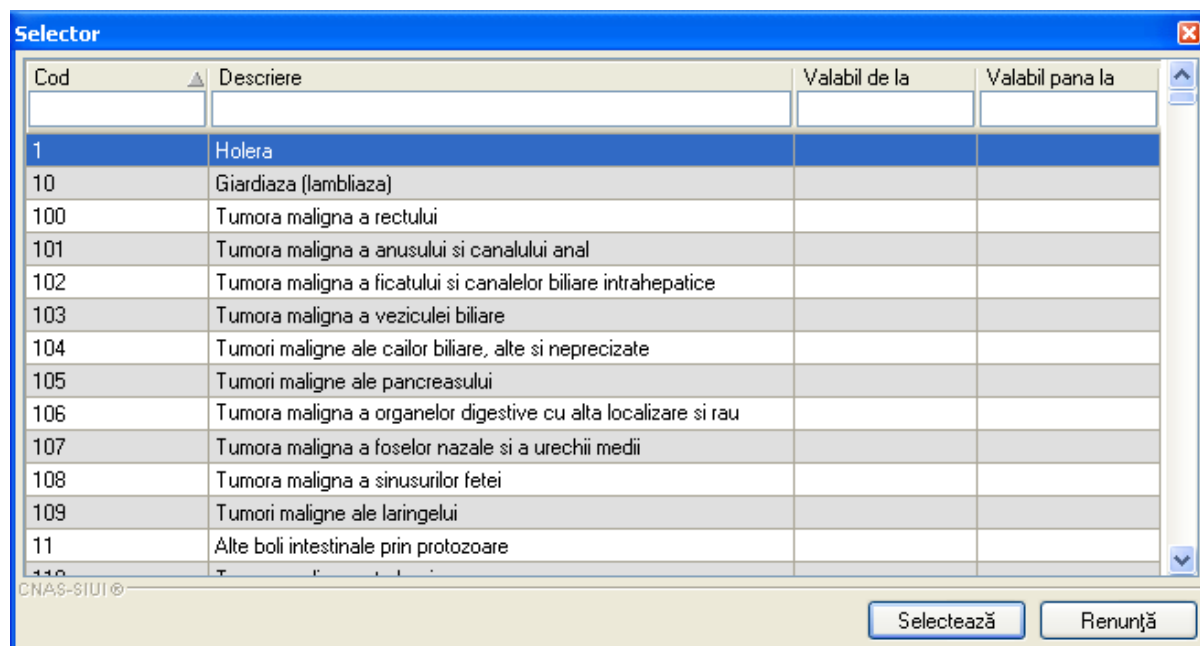 Selector
Cod Descriere Valabil de la Valabil pana la
1 Holera
10 Giardiaza (lambliaza)
100 Tumora maligna a rectului
101 Tumora maligna a anusului si canalului anal
102 Tumora maligna a ficatului si canalelor biliare intrahepatice
103 Tumora maligna a veziculei biliare
104 Tumori maligne ale cailor biliare, alte si neprecizate
105 Tumori maligne ale pancreasului
106 Tumora maligna a organelor digestive cu alta localizare si rau
107 Tumora maligna a foselor nazale si a urechii medii
108 Tumora maligna a sinusurilor fetei
109 Tumori maligne ale laringelui
11 Alte boli intestinale prin protozoare
CNAS-SIUI®
Selectează Renunţă